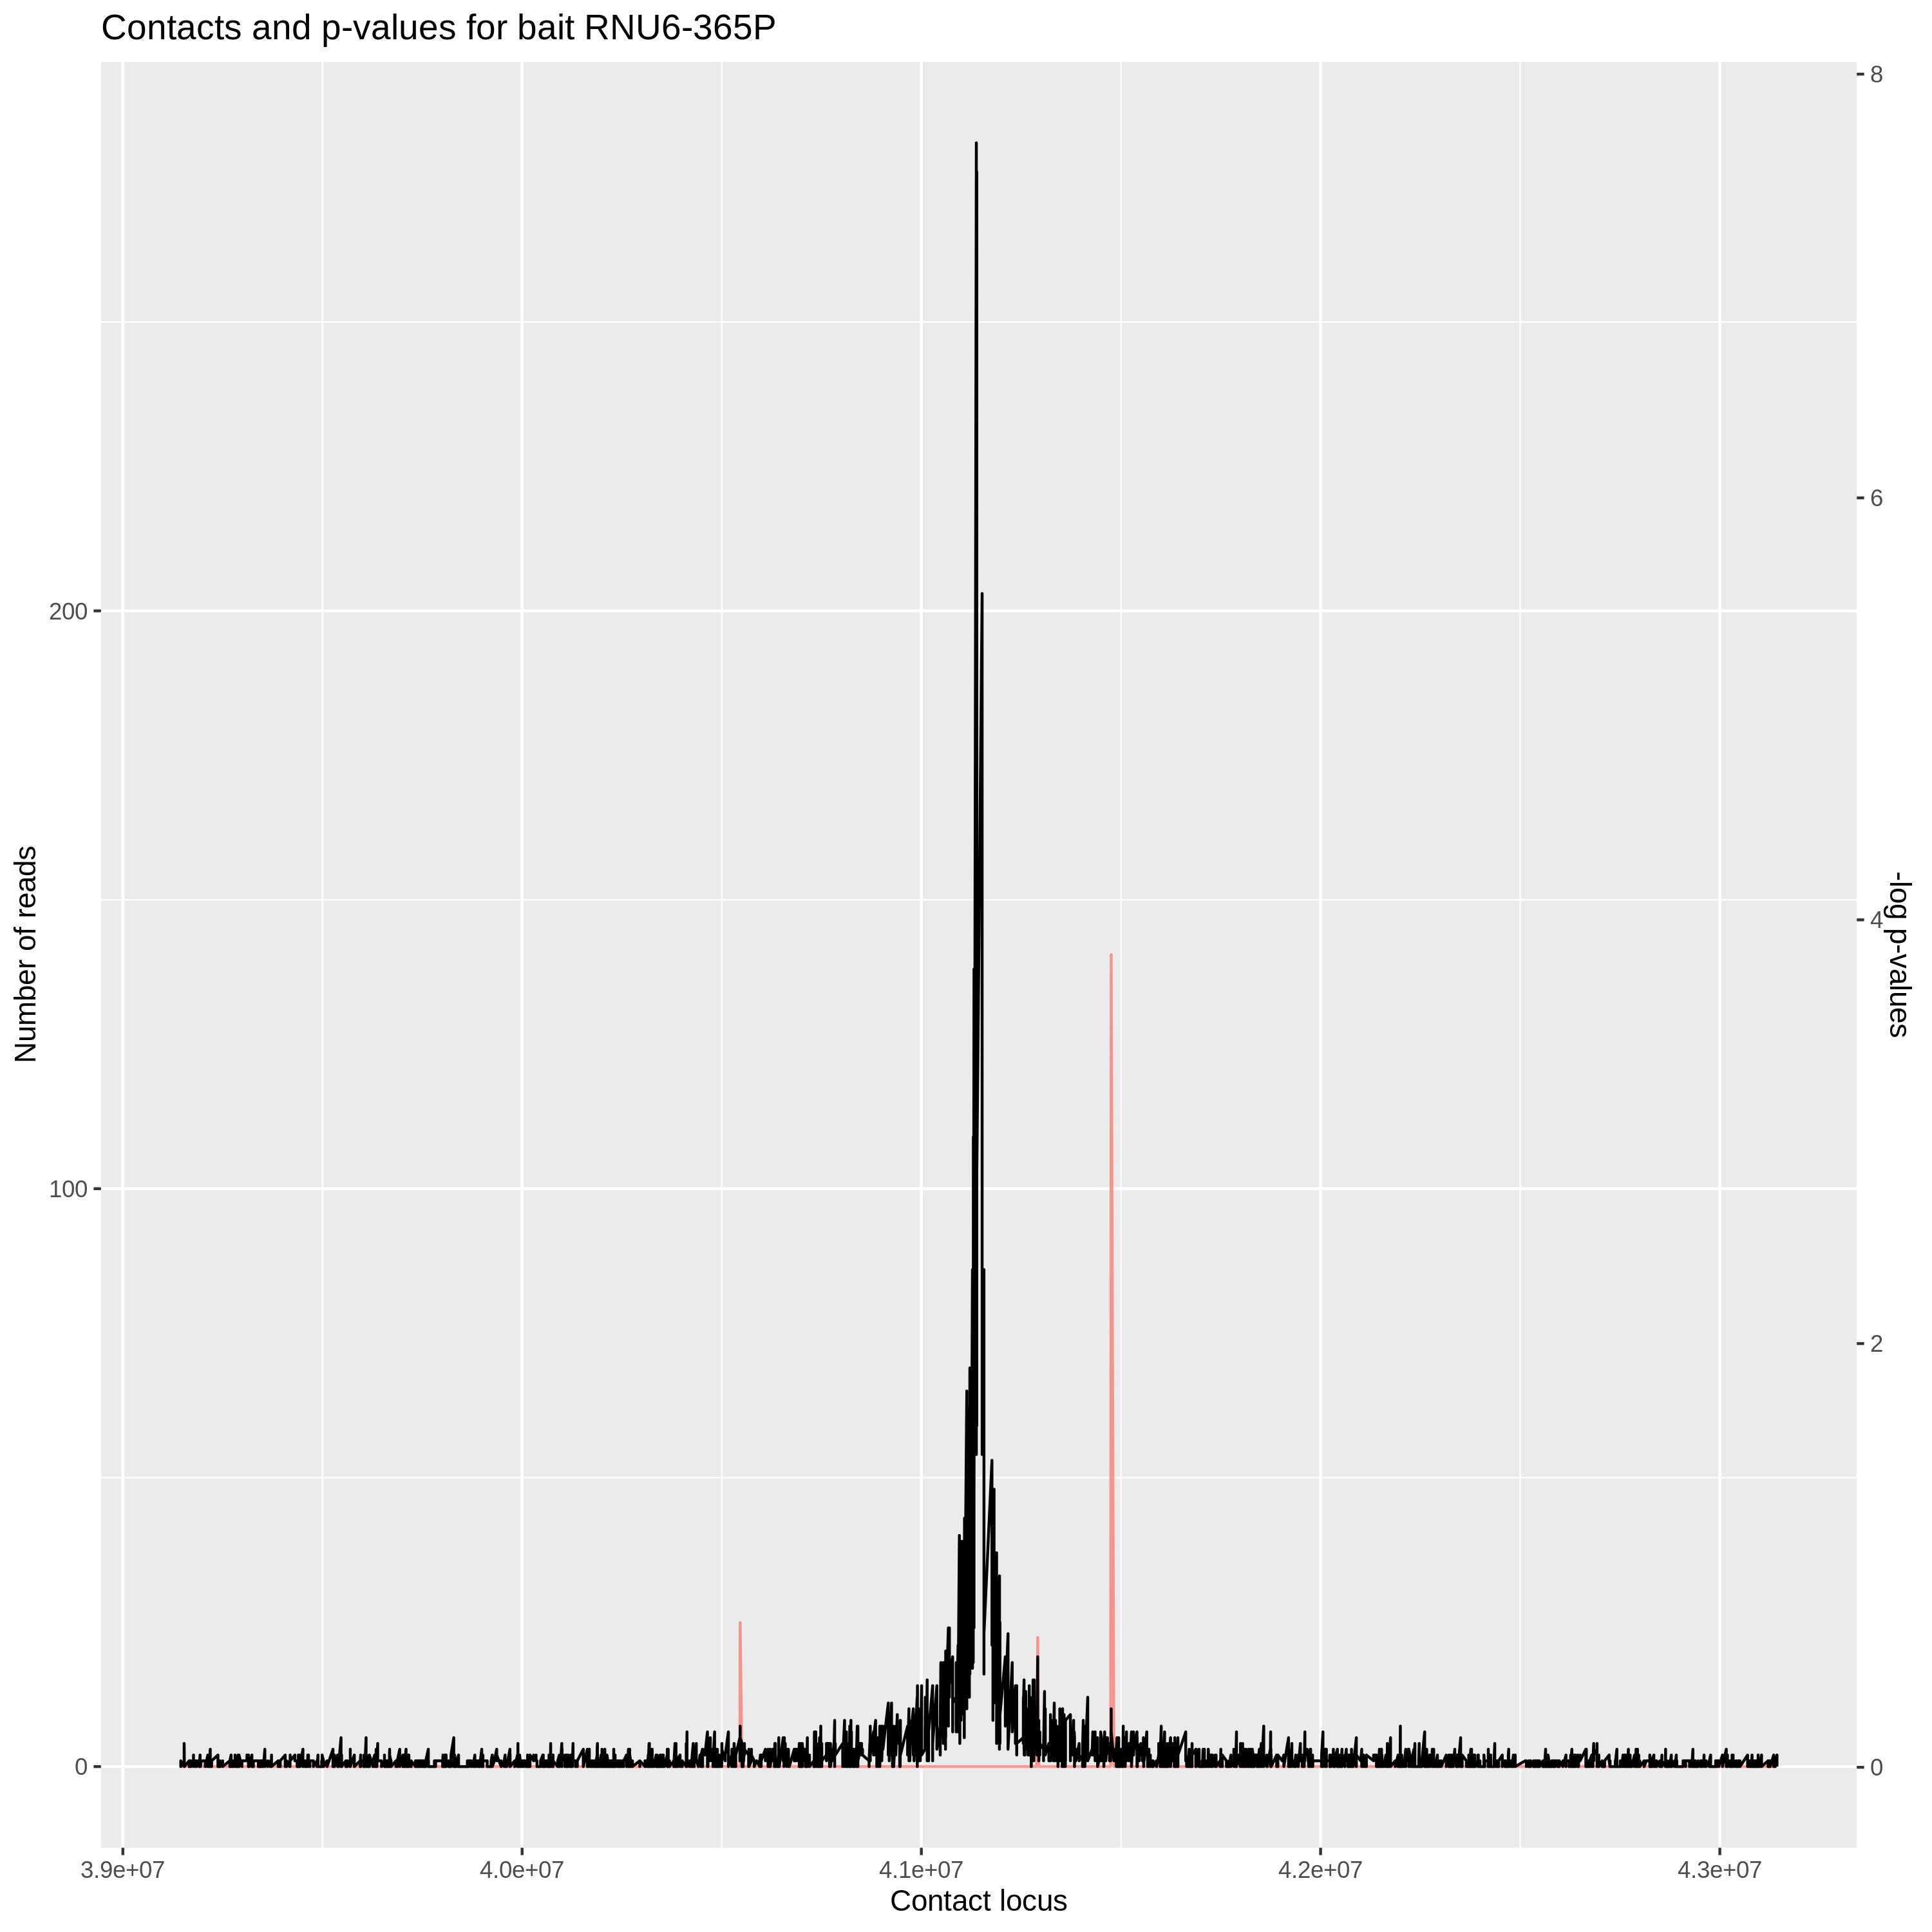 Contacts and p-values for bait RNU6-365P
8
6
200
4
Number of reads
-log p-values
100
2
0
0
3.9e+07
4.0e+07
4.1e+07
4.2e+07
4.3e+07
Contact locus